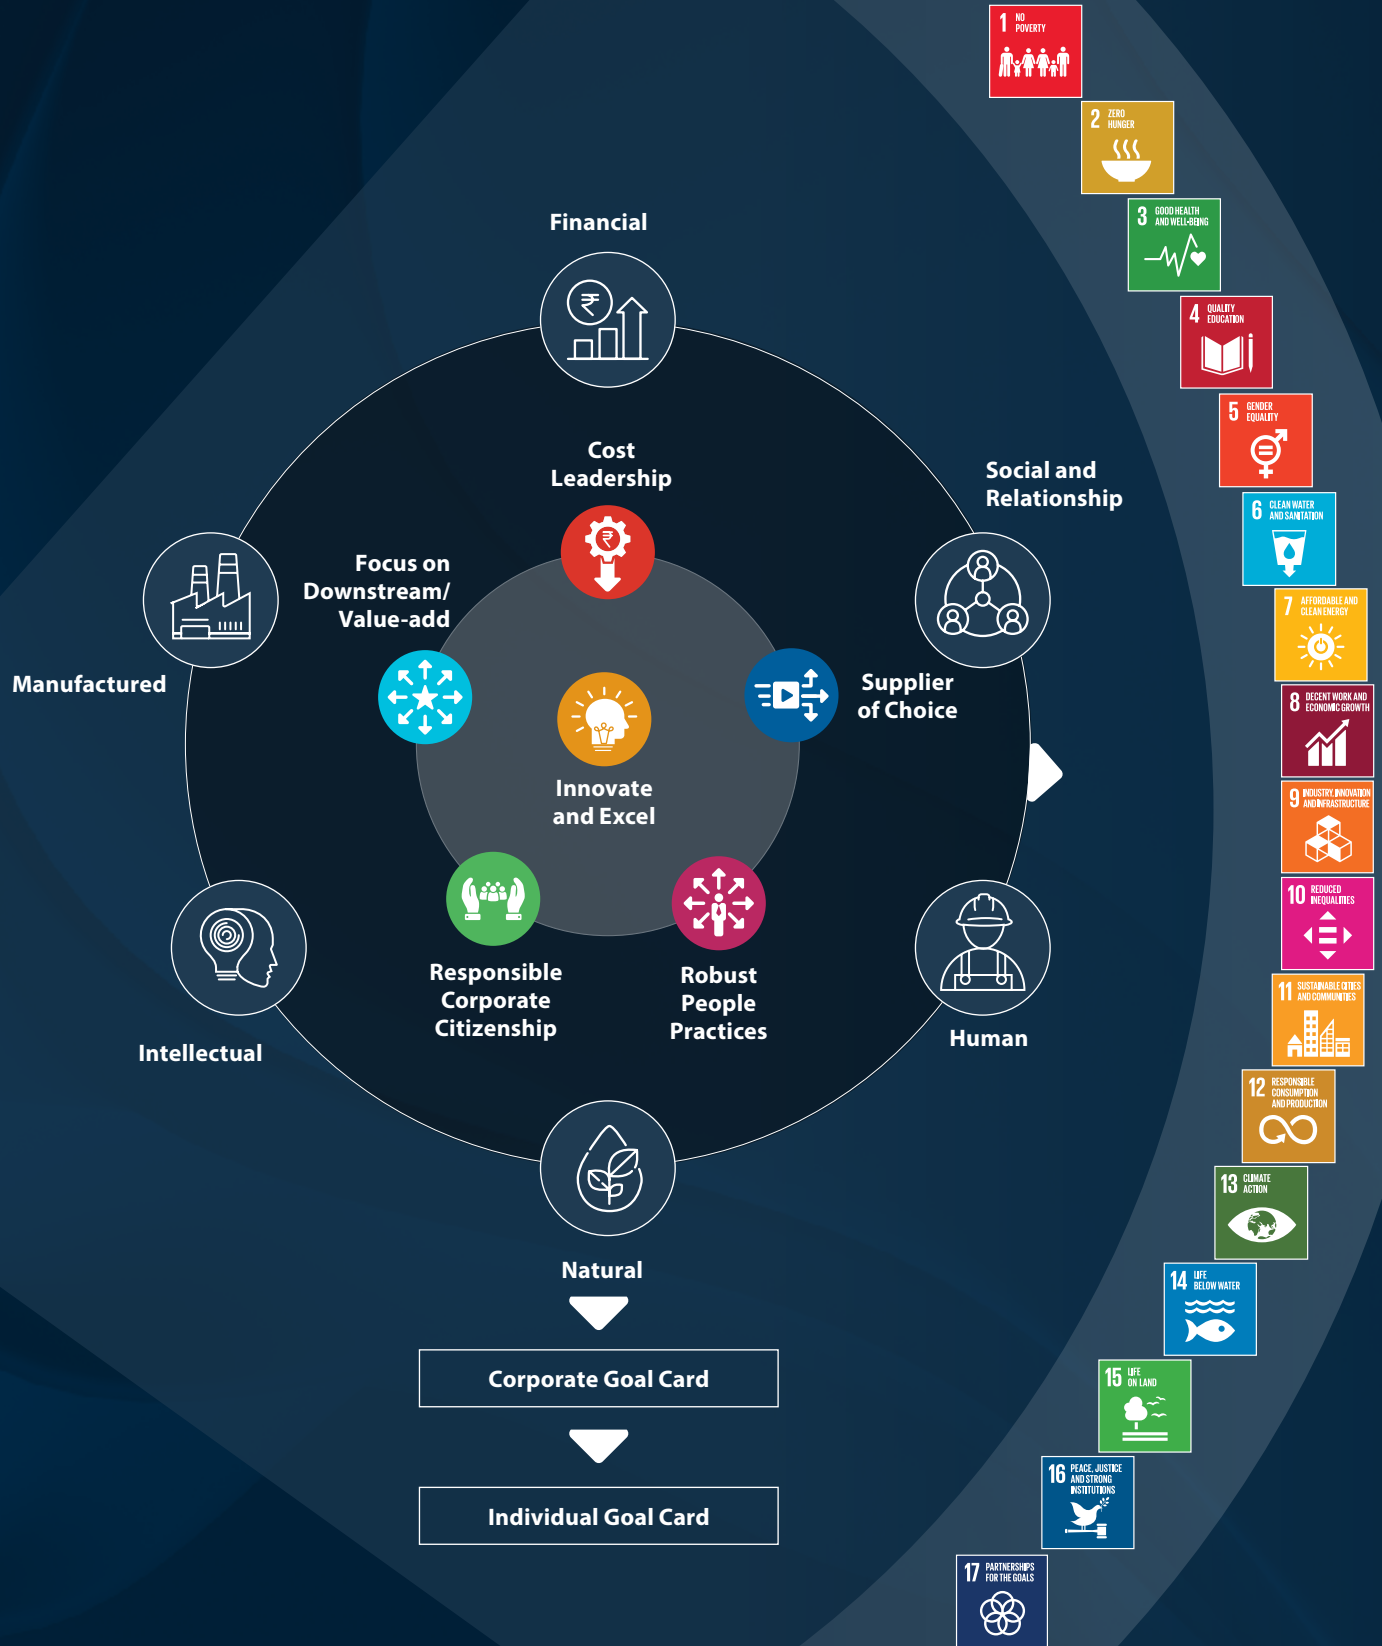 Financial
Cost
Leadership
Social and
Relationship
Focus on
Downstream/
Value-add
Manufactured
Supplier
of Choice
Innovate
and Excel
Responsible
Corporate
Citizenship
Robust
People
Practices
Intellectual
Human
Natural
Corporate Goal Card
Individual Goal Card
1 NO
POVERTY
2 ZERO
HUNGER
3 GOOD HEALTH
AND WELL-BEING
4 QUALITY
EDUCATION
5 GENDER
EQUALITY
6 CLEAN WATER
AND SANITATION
7 AFFORDABLE AND
CLEAN ENERGY
8 DECENT WORK AND
ECONOMIC GROWTH
9 INDUSTRY, INNOVATION
AND INFRASTRUCTURE
10 REDUCED
INEQUALITIES
11 SUSTAINABLE CITIES
AND COMMUNITIES
12 RESPONSIBLE
CONSUMPTION
AND PRODUCTION
13 CLIMATE
ACTION
14 LIFE
BELOW WATER
15 LIFE
ON LAND
16 PEACE, JUSTICE
AND STRONG
INSTITUTIONS
17 PARTNERSHIPS
FOR THE GOALS